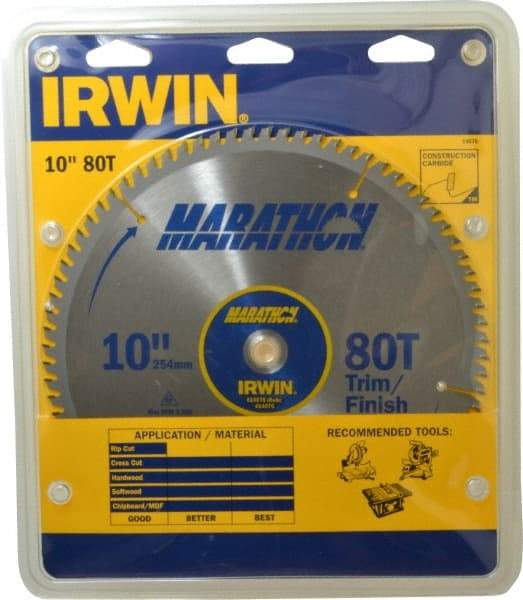 IRWIN®
10" 80T
14076
CONSTRUCTION
CARBIDE
MARATHON
10"
254mm
MARATHON
IRWIN
80T
Trim/
Finish
APPLICATION / MATERIAL
Rip Cut
Cross Cut
Hardwood
Softwood
Chipboard/MDF
GOOD BETTER BEST
RECOMMENDED TOOLS: